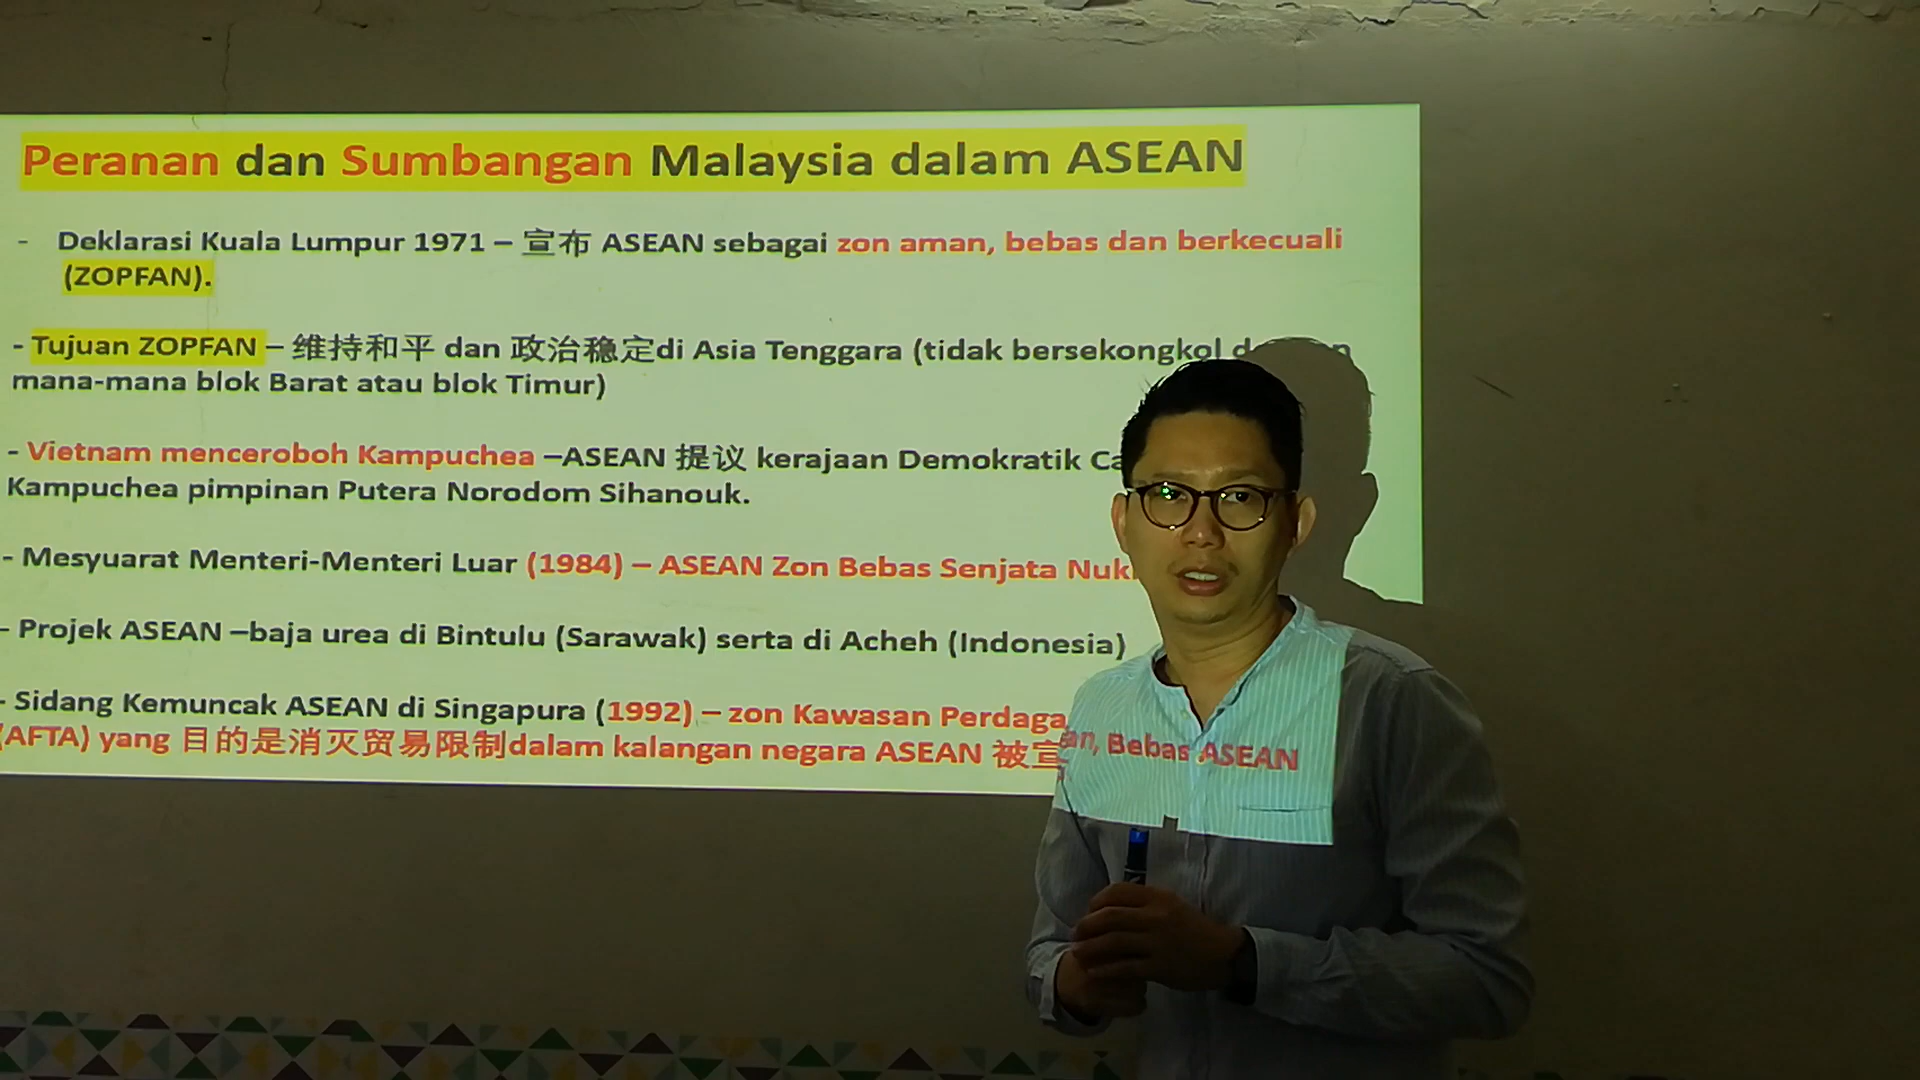 Peranan dan Sumbangan Malaysia dalam ASEAN
- Deklarasi Kuala Lumpur 1971 – 宣布 ASEAN sebagai zon aman, bebas dan berkecuali
(ZOPFAN).
- Tujuan ZOPFAN – 维持和平 dan 政治稳定di Asia Tenggara (tidak bersekongkol
mana-mana blok Barat atau blok Timur)
- Vietnam menceroboh Kampuchea –ASEAN 提议 kerajaan Demokratik
Kampuchea pimpinan Putera Norodom Sihanouk.
- Mesyuarat Menteri-Menteri Luar (1984) – ASEAN Zon Bebas Senjata
- Projek ASEAN –baja urea di Bintulu (Sarawak) serta di Acheh (Indonesia)
- Sidang Kemuncak ASEAN di Singapura (1992) – zon Kawasan Bebas ASEAN
(AFTA) yang 目的是消灭贸易限制dalam kalangan negara ASEAN 被宣